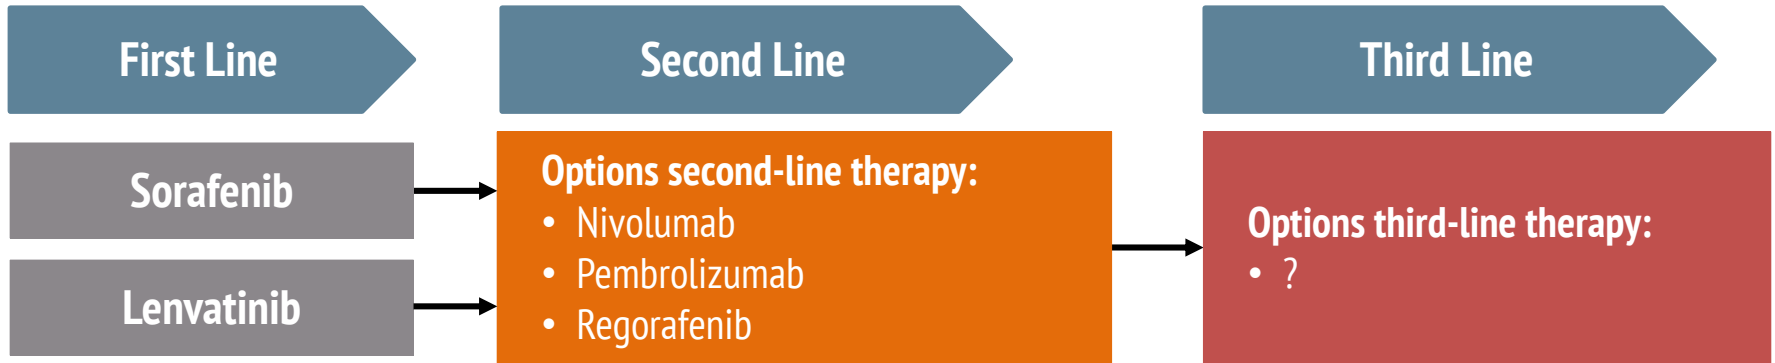 First Line
Second Line
Third Line
Sorafenib
Lenvatinib
Options second-line therapy:
• Nivolumab
• Pembrolizumab
• Regorafenib
Options third-line therapy:
• ?